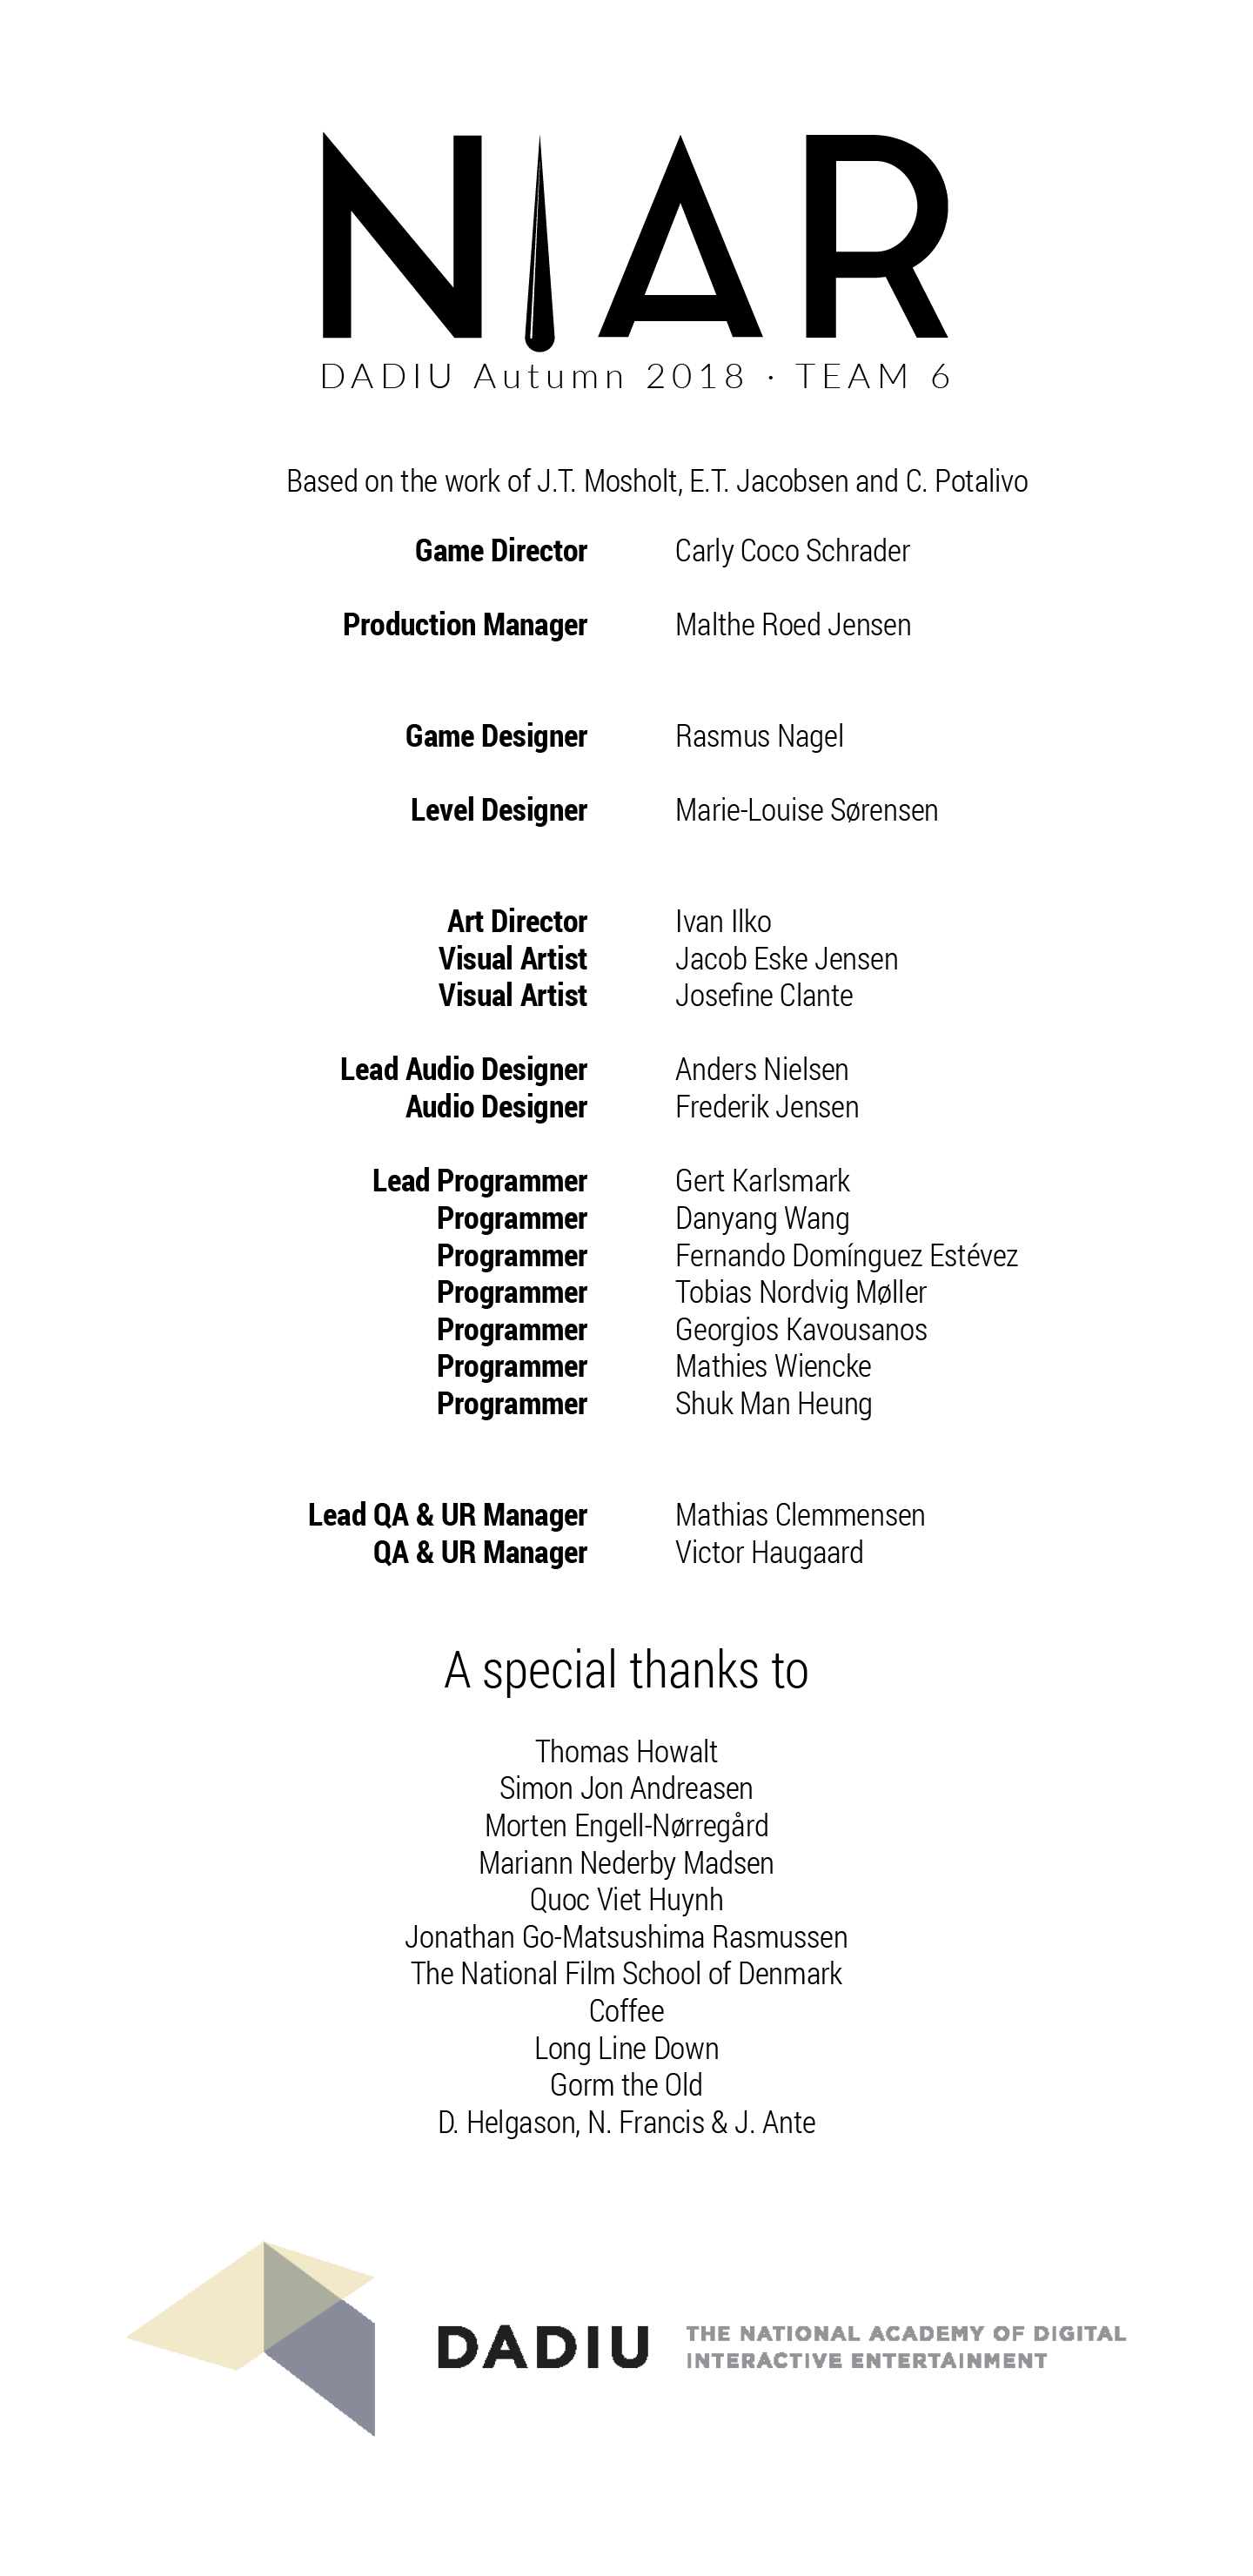 NIAR
DADIU Autumn 2018 · TEAM 6
Based on the work of J.T. Mosholt, E.T. Jacobsen and C. Potalivo
Game Director Carly Coco Schrader
Production Manager Malthe Roed Jensen
Game Designer Rasmus Nagel
Level Designer Marie-Louise Sørensen
Art Director Ivan Ilko
Visual Artist Jacob Eske Jensen
Visual Artist Josefine Clante
Lead Audio Designer Anders Nielsen
Audio Designer Frederik Jensen
Lead Programmer Gert Karlsmark
Programmer Danyang Wang
Programmer Fernando Domínguez Estévez
Programmer Tobias Nordvig Møller
Programmer Georgios Kavousanos
Programmer Mathies Wiencke
Programmer Shuk Man Heung
Lead QA & UR Manager Mathias Clemmensen
QA & UR Manager Victor Haugaard
A special thanks to
Thomas Howalt
Simon Jon Andreasen
Morten Engell-Nørregård
Mariann Nederby Madsen
Quoc Viet Huynh
Jonathan Go-Matsushima Rasmussen
The National Film School of Denmark
Coffee
Long Line Down
Gorm the Old
D. Helgason, N. Francis & J. Ante
DADIU
THE NATIONAL ACADEMY OF DIGITAL
INTERACTIVE ENTERTAINMENT